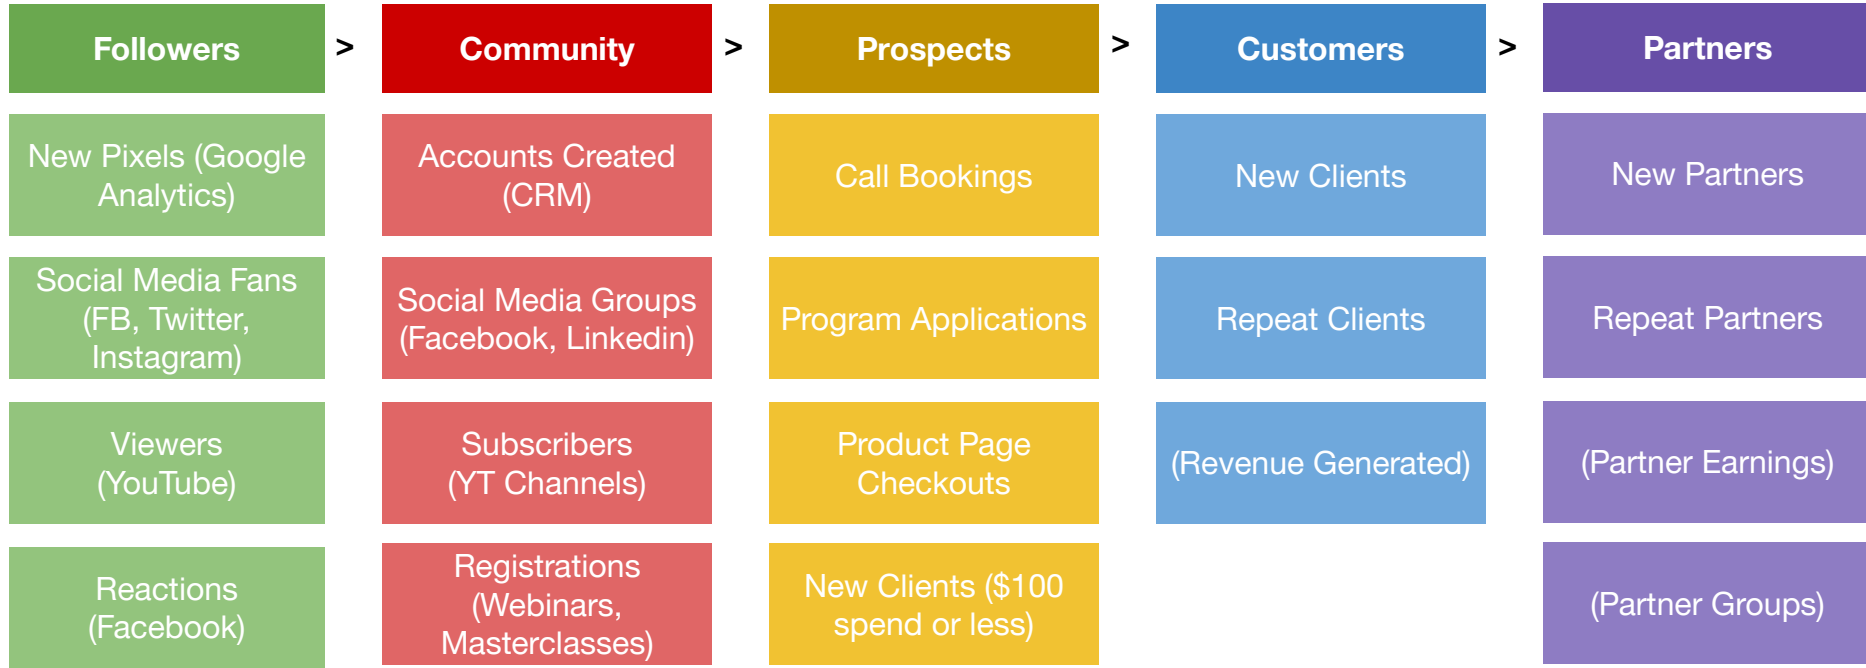 Followers
>
Community
>
Prospects
>
Customers
>
Partners
New Pixels (Google
Analytics)
Accounts Created
(CRM)
Call Bookings
New Clients
New Partners
Social Media Fans
(FB, Twitter,
Instagram)
Social Media Groups
(Facebook, Linkedin)
Program Applications
Repeat Clients
Repeat Partners
Viewers
(YouTube)
Subscribers
(YT Channels)
Product Page
Checkouts
(Revenue Generated)
(Partner Earnings)
Reactions
(Facebook)
Registrations
(Webinars,
Masterclasses)
New Clients ($100
spend or less)
(Partner Groups)